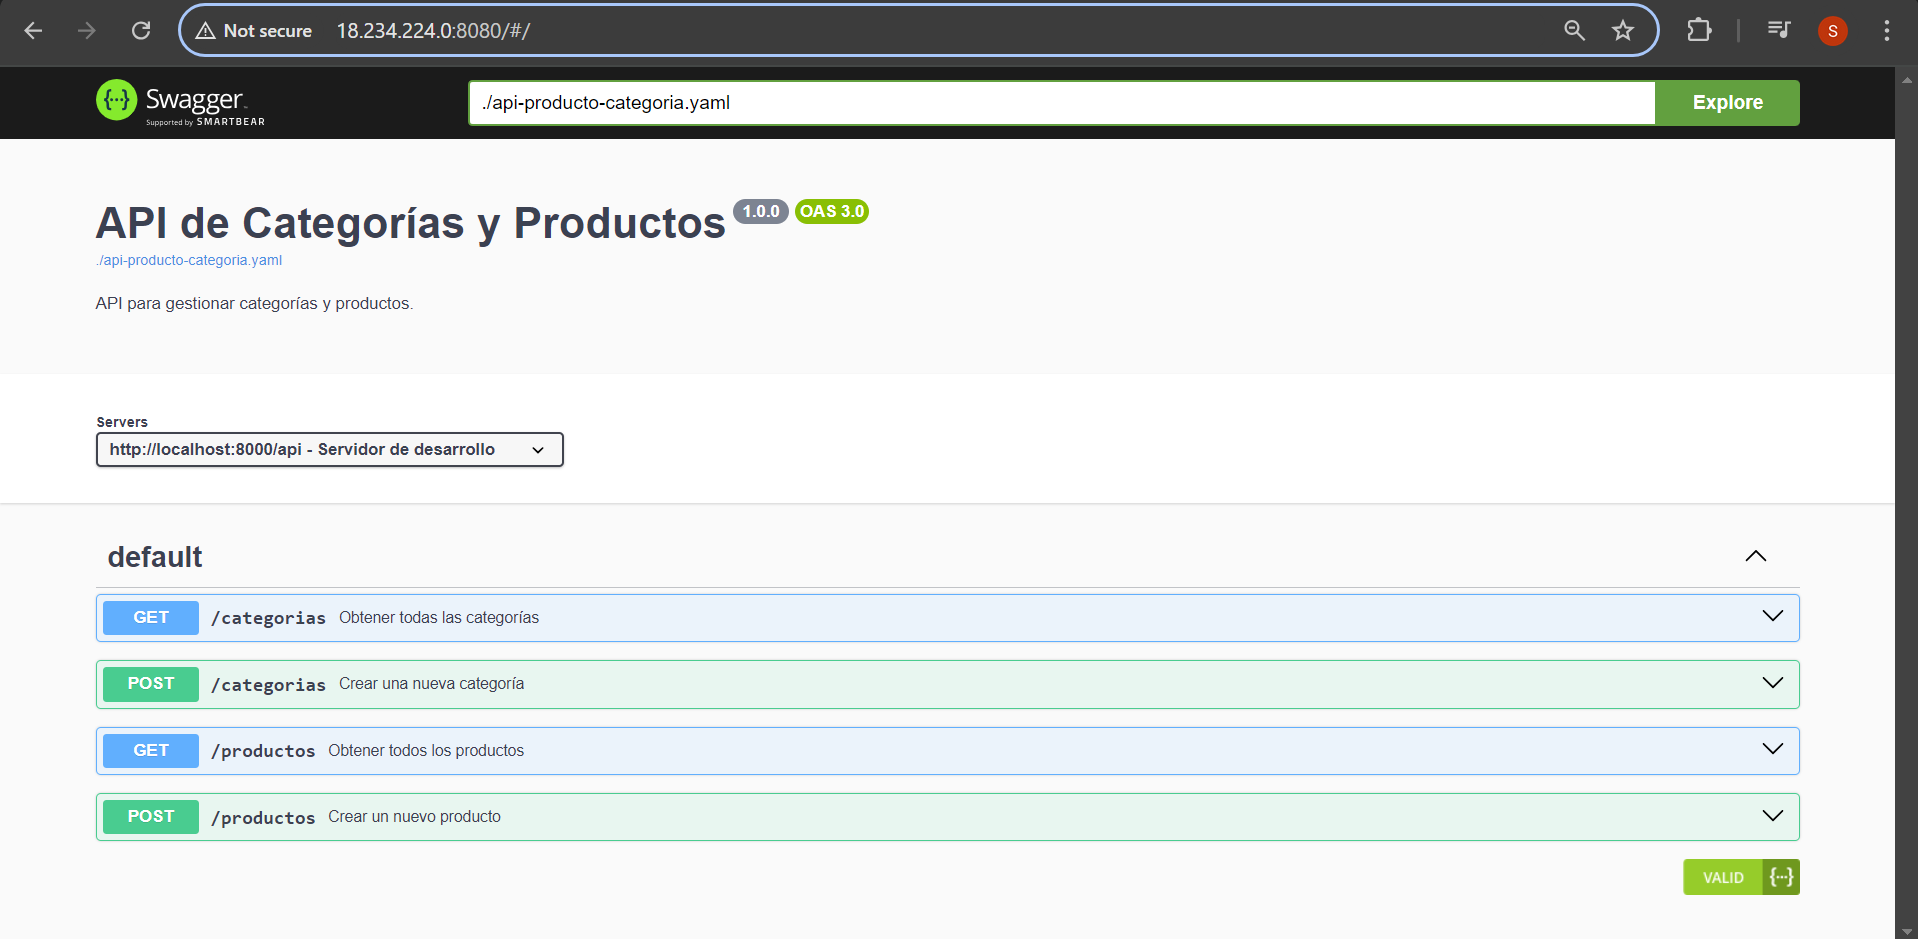 Not secure 18.234.224.0:8080/#/
S
Swagger
Supported by SMARTBEAR
./api-producto-categoria.yaml
Explore
API de Categorías y Productos 1.0.0 OAS 3.0
./api-producto-categoria.yaml
API para gestionar categorías y productos.
Servers
http://localhost:8000/api - Servidor de desarrollo
default
GET /categorias Obtener todas las categorías
POST /categorias Crear una nueva categoría
GET /productos Obtener todos los productos
POST /productos Crear un nuevo producto
VALID {...}